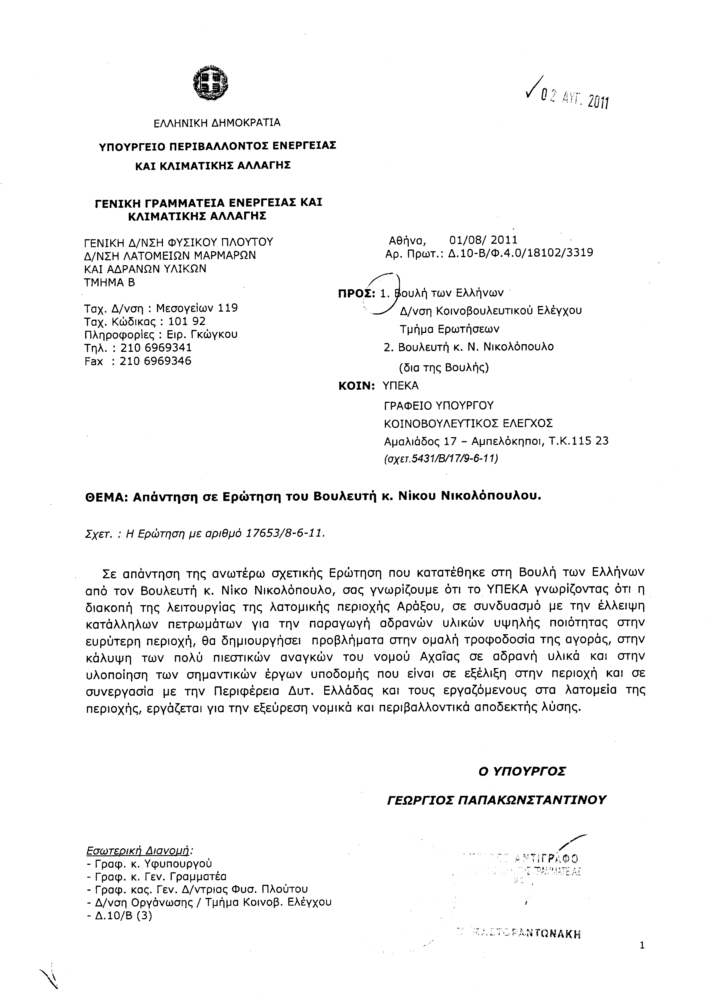 02 ΑΥΓ. 2011
ΕΛΛΗΝΙΚΗ ΔΗΜΟΚΡΑΤΙΑ
ΥΠΟΥΡΓΕΙΟ ΠΕΡΙΒΑΛΛΟΝΤΟΣ ΕΝΕΡΓΕΙΑΣ
ΚΑΙ ΚΛΙΜΑΤΙΚΗΣ ΑΛΛΑΓΗΣ
ΓΕΝΙΚΗ ΓΡΑΜΜΑΤΕΙΑ ΕΝΕΡΓΕΙΑΣ ΚΑΙ
ΚΛΙΜΑΤΙΚΗΣ ΑΛΛΑΓΗΣ
ΓΕΝΙΚΗ Δ/ΝΣΗ ΦΥΣΙΚΟΥ ΠΛΟΥΤΟΥ
Δ/ΝΣΗ ΛΑΤΟΜΕΙΩΝ ΜΑΡΜΑΡΩΝ
ΚΑΙ ΑΔΡΑΝΩΝ ΥΛΙΚΩΝ
ΤΜΗΜΑ Β
Ταχ. Δ/νση : Μεσογείων 119
Ταχ. Κώδικας : 101 92
Πληροφορίες : Ειρ. Γκώγκου
Τηλ. : 210 6969341
Fax : 210 6969346
Αθήνα, 01/08/ 2011
Αρ. Πρωτ.: Δ.10-Β/Φ.4.0/18102/3319
ΠΡΟΣ: 1. Βουλή των Ελλήνων
Δ/νση Κοινοβουλευτικού Ελέγχου
Τμήμα Ερωτήσεων
2. Βουλευτή κ. Ν. Νικολόπουλο
(δια της Βουλής)
ΚΟΙΝ: ΥΠΕΚΑ
ΓΡΑΦΕΙΟ ΥΠΟΥΡΓΟΥ
ΚΟΙΝΟΒΟΥΛΕΥΤΙΚΟΣ ΕΛΕΓΧΟΣ
Αμαλιάδος 17 – Αμπελόκηποι, Τ.Κ.115 23
(σχετ.5431/Β/17/9-6-11)
ΘΕΜΑ: Απάντηση σε Ερώτηση του Βουλευτή κ. Νίκου Νικολόπουλου.
Σχετ. : Η Ερώτηση με αριθμό 17653/8-6-11.
Σε απάντηση της ανωτέρω σχετικής Ερώτηση που κατατέθηκε στη Βουλή των Ελλήνων
από τον Βουλευτή κ. Νίκο Νικολόπουλο, σας γνωρίζουμε ότι το ΥΠΕΚΑ γνωρίζοντας ότι η
διακοπή της λειτουργίας της λατομικής περιοχής Αράξου, σε συνδυασμό με την έλλειψη
κατάλληλων πετρωμάτων για την παραγωγή αδρανών υλικών υψηλής ποιότητας στην
ευρύτερη περιοχή, θα δημιουργήσει προβλήματα στην ομαλή τροφοδοσία της αγοράς, στην
κάλυψη των πολύ πιεστικών αναγκών του νομού Αχαΐας σε αδρανή υλικά και στην
υλοποίηση των σημαντικών έργων υποδομής που είναι σε εξέλιξη στην περιοχή και σε
συνεργασία με την Περιφέρεια Δυτ. Ελλάδας και τους εργαζόμενους στα λατομεία της
περιοχής, εργάζεται για την εξεύρεση νομικά και περιβαλλοντικά αποδεκτής λύσης.
Ο ΥΠΟΥΡΓΟΣ
ΓΕΩΡΓΙΟΣ ΠΑΠΑΚΩΝΣΤΑΝΤΙΝΟΥ
Εσωτερική Διανομή:
- Γραφ. κ. Υφυπουργού
- Γραφ. κ. Γεν. Γραμματέα
- Γραφ. κας. Γεν. Δ/ντριας Φυσ. Πλούτου
- Δ/νση Οργάνωσης / Τμήμα Κοινοβ. Ελέγχου
- Δ.10/Β (3)
ΑΝΤΙΓΡΑΦΟ
ΓΡΑΜΜΑΤΕΙΑΣ
ΜΑΣΤΟΡΑΝΤΩΝΑΚΗ
1